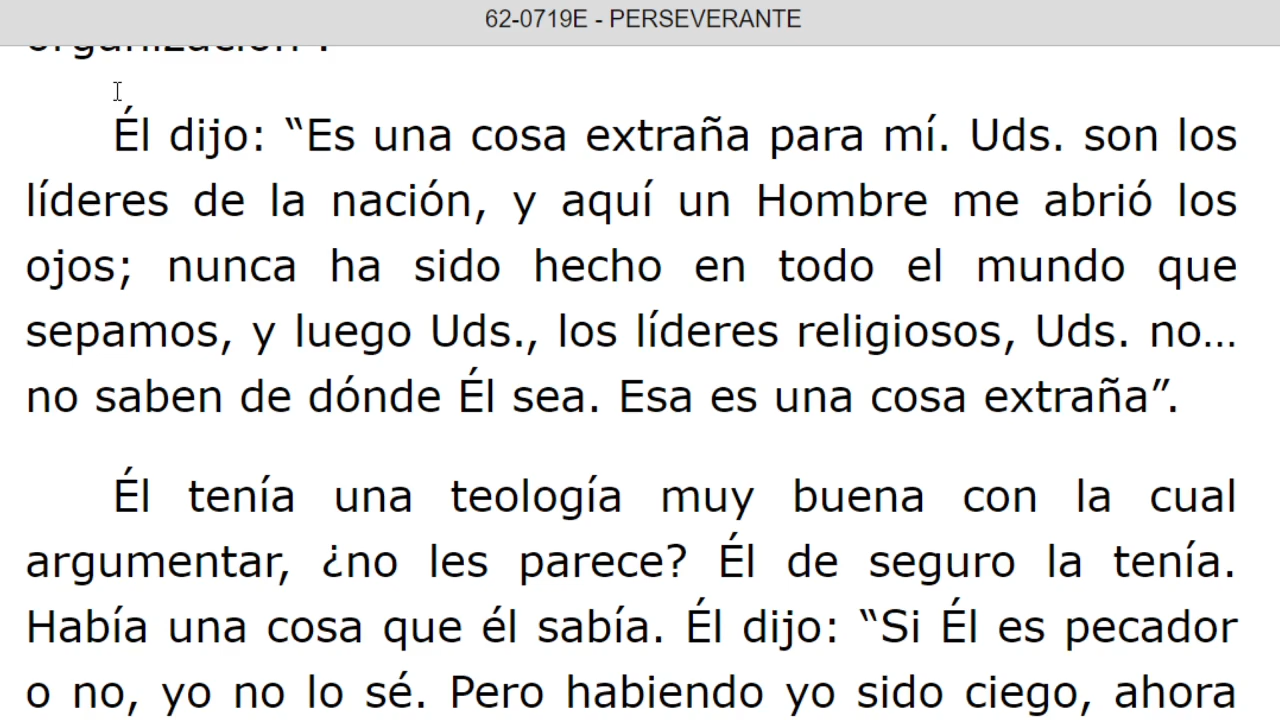 62-0719E - PERSEVERANTE
organización”.
Él dijo: “Es una cosa extraña para mí. Uds. son los
líderes de la nación, y aquí un Hombre me abrió los
ojos; nunca ha sido hecho en todo el mundo que
sepamos, y luego Uds., los líderes religiosos, Uds. no…
no saben de dónde Él sea. Esa es una cosa extraña”.
Él tenía una teología muy buena con la cual
argumentar, ¿no les parece? Él de seguro la tenía.
Había una cosa que él sabía. Él dijo: “Si Él es pecador
o no, yo no lo sé. Pero habiendo yo sido ciego, ahora